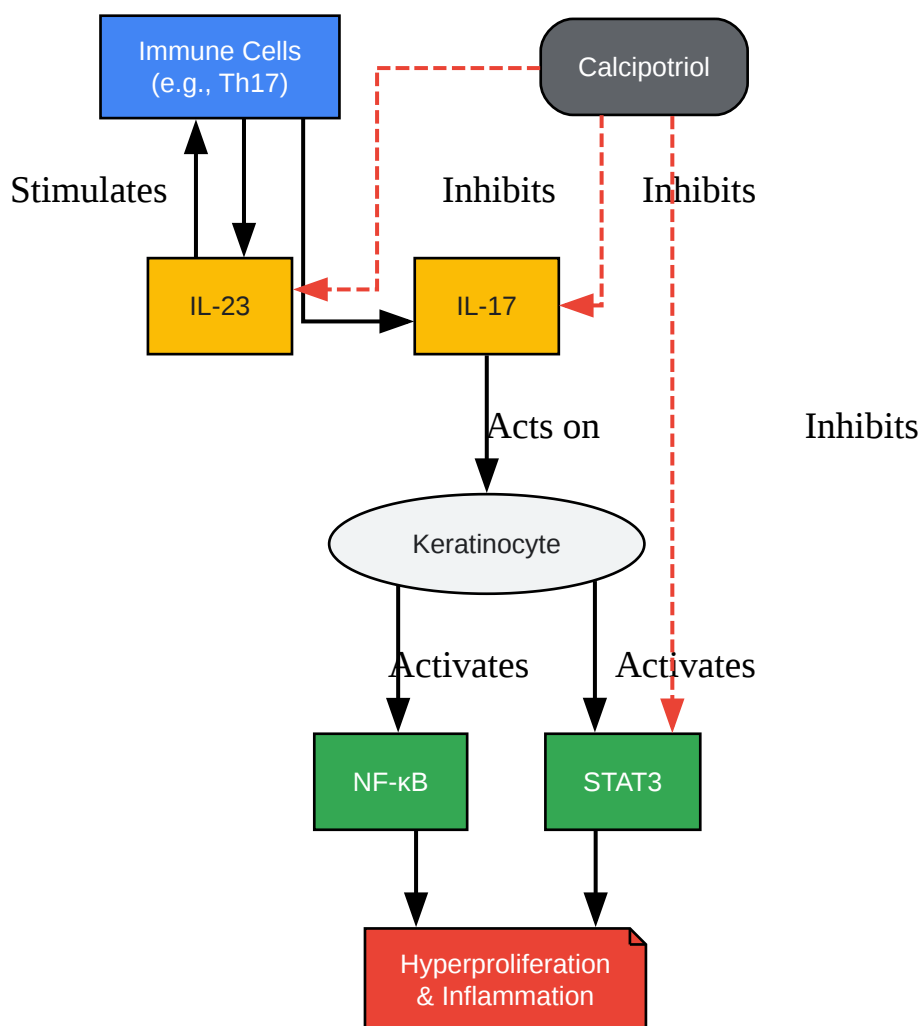 Immune Cells
(e.g., Th17)
Calcipotriol
Stimulates
Inhibits
Inhibits
IL-23
IL-17
Acts on
Inhibits
Keratinocyte
Activates
Activates
NF-κB
STAT3
Hyperproliferation
& Inflammation